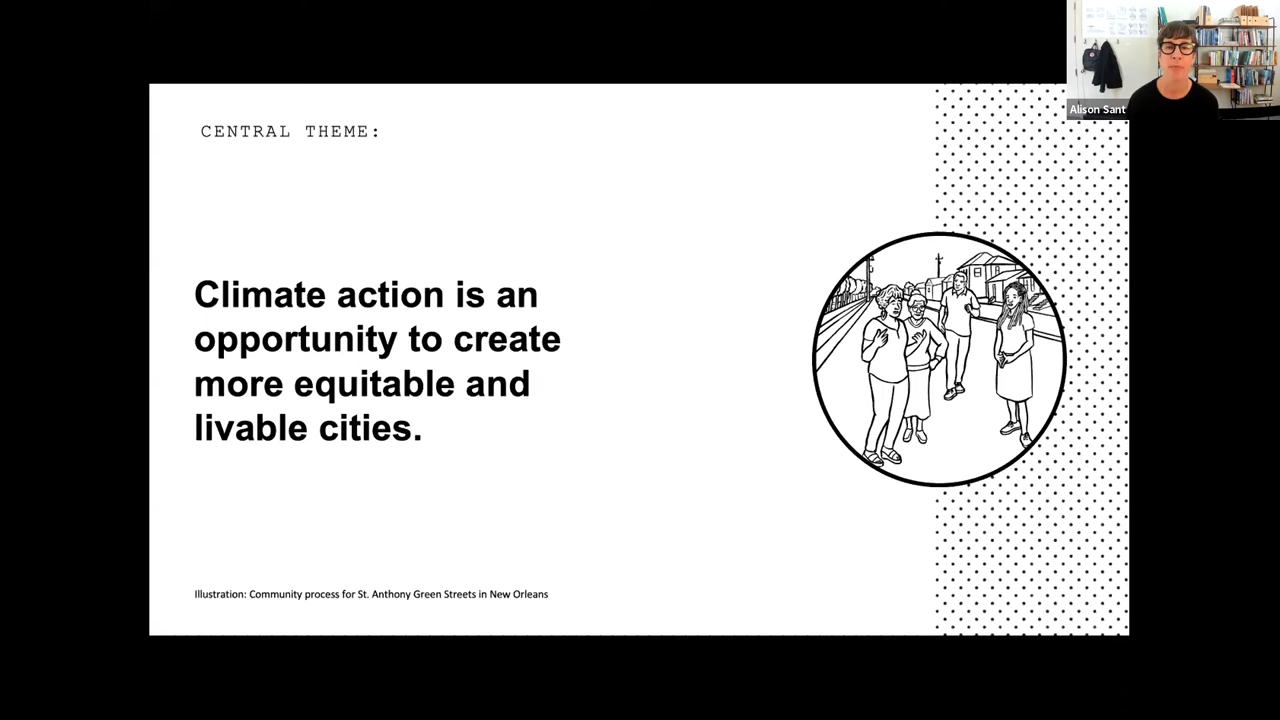 CENTRAL THEME:
Climate action is an
opportunity to create
more equitable and
livable cities.
Illustration: Community process for St. Anthony Green Streets in New Orleans
Alison Sant